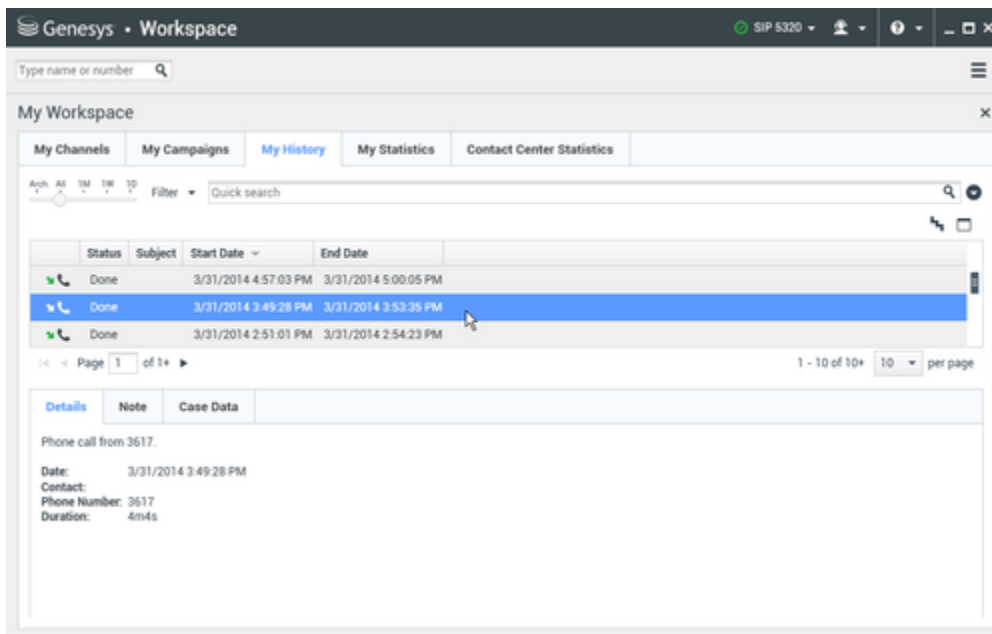 Genesys • Workspace SIP 5320
Type name or number
My Workspace
My Channels My Campaigns My History My Statistics Contact Center Statistics
Arch All 1M 1W 1D Filter Quick search
Status Subject Start Date End Date
Done 3/31/2014 4:57:03 PM 3/31/2014 5:00:05 PM
Done 3/31/2014 3:49:28 PM 3/31/2014 3:53:35 PM
Done 3/31/2014 2:51:01 PM 3/31/2014 2:54:23 PM
Page 1 of 1+ 1 - 10 of 10+ 10 per page
Details Note Case Data
Phone call from 3617.
Date: 3/31/2014 3:49:28 PM
Contact:
Phone Number: 3617
Duration: 4m4s